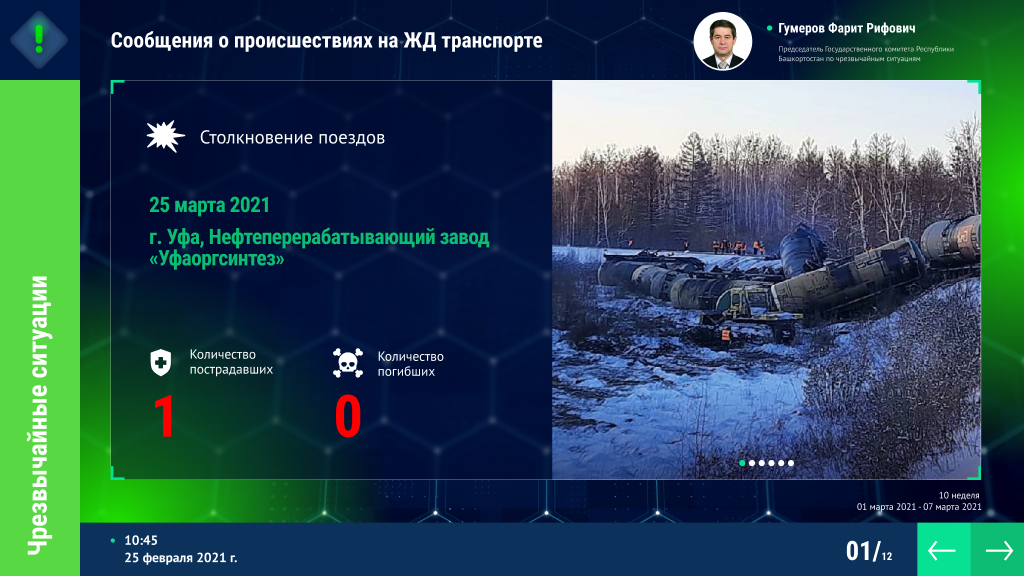 Сообщения о происшествиях на ЖД транспорте
Гумеров Фарит Рифович
Председатель Государственного комитета Республики
Башкортостан по чрезвычайным ситуациям
Столкновение поездов
25 марта 2021
г. Уфа, Нефтеперерабатывающий завод
«Уфаоргсинтез»
Количество
пострадавших
1
Количество
погибших
0
Чрезвычайные ситуации
10 неделя
01 марта 2021 - 07 марта 2021
10:45
25 февраля 2021 г.
01/12